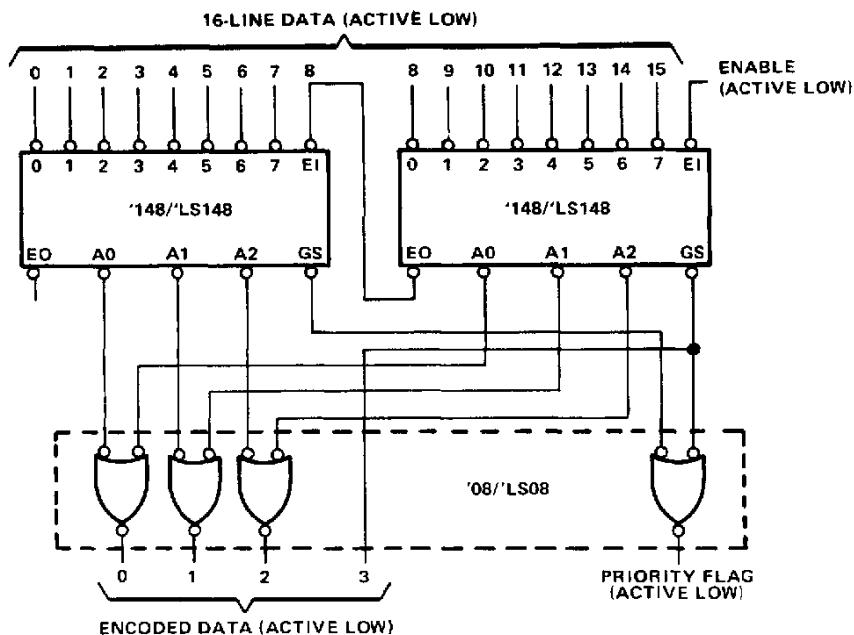 16-LINE DATA (ACTIVE LOW)
0 1 2 3 4 5 6 7 8 8 9 10 11 12 13 14 15
ENABLE
(ACTIVE LOW)
0 1 2 3 4 5 6 7 EI 0 1 2 3 4 5 6 7 EI
'148/'LS148 '148/'LS148
EO A0 A1 A2 GS EO A0 A1 A2 GS
'08/'LS08
0 1 2 3
PRIORITY FLAG
(ACTIVE LOW)
ENCODED DATA (ACTIVE LOW)